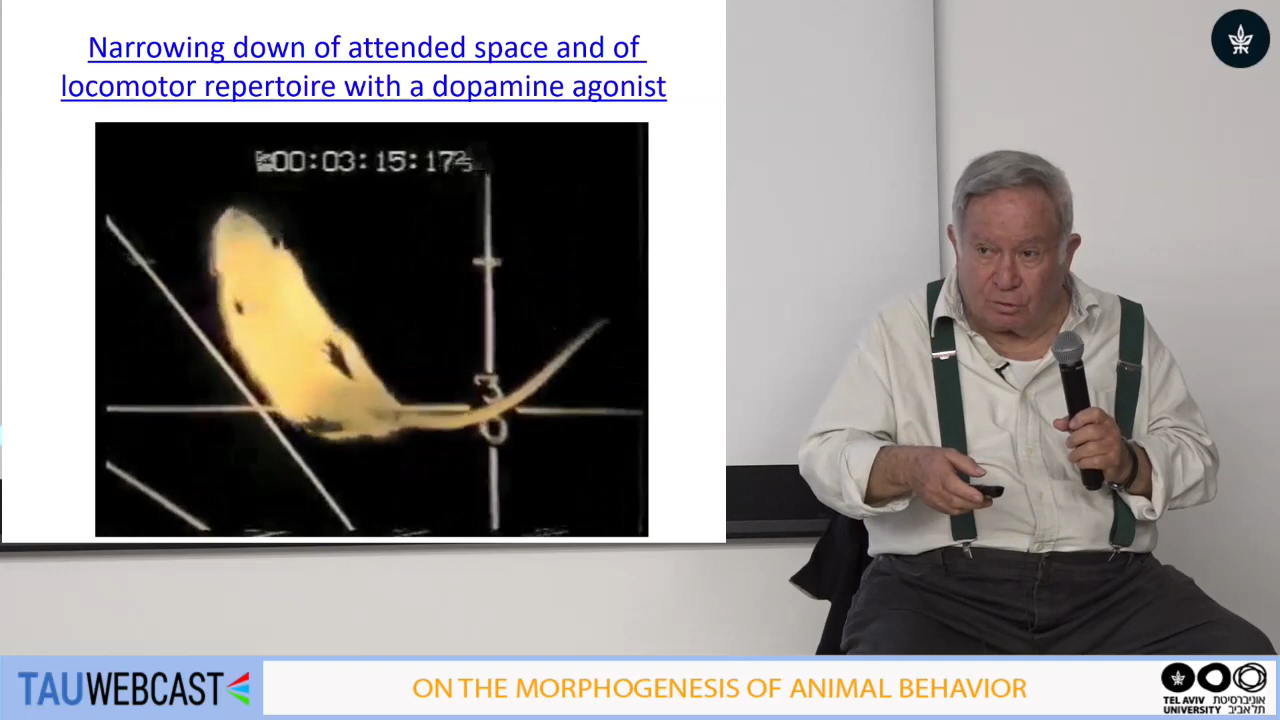 Narrowing down of attended space and of
locomotor repertoire with a dopamine agonist
00:03:15:17
30
TAUWEBCAST
ON THE MORPHOGENESIS OF ANIMAL BEHAVIOR
TEL AVIV אוניברסיטת
UNIVERSITY תל אביב